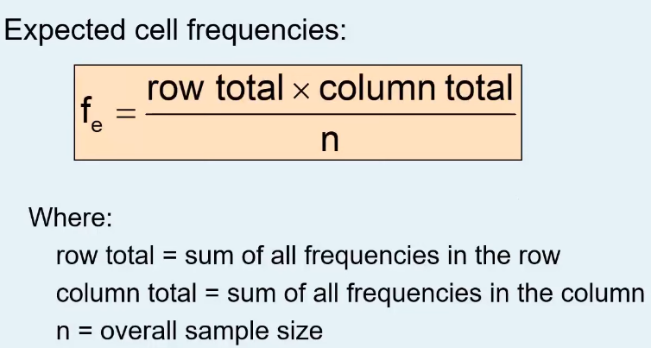 Expected cell frequencies:
fₑ = row total × column total
n
Where:
row total = sum of all frequencies in the row
column total = sum of all frequencies in the column
n = overall sample size